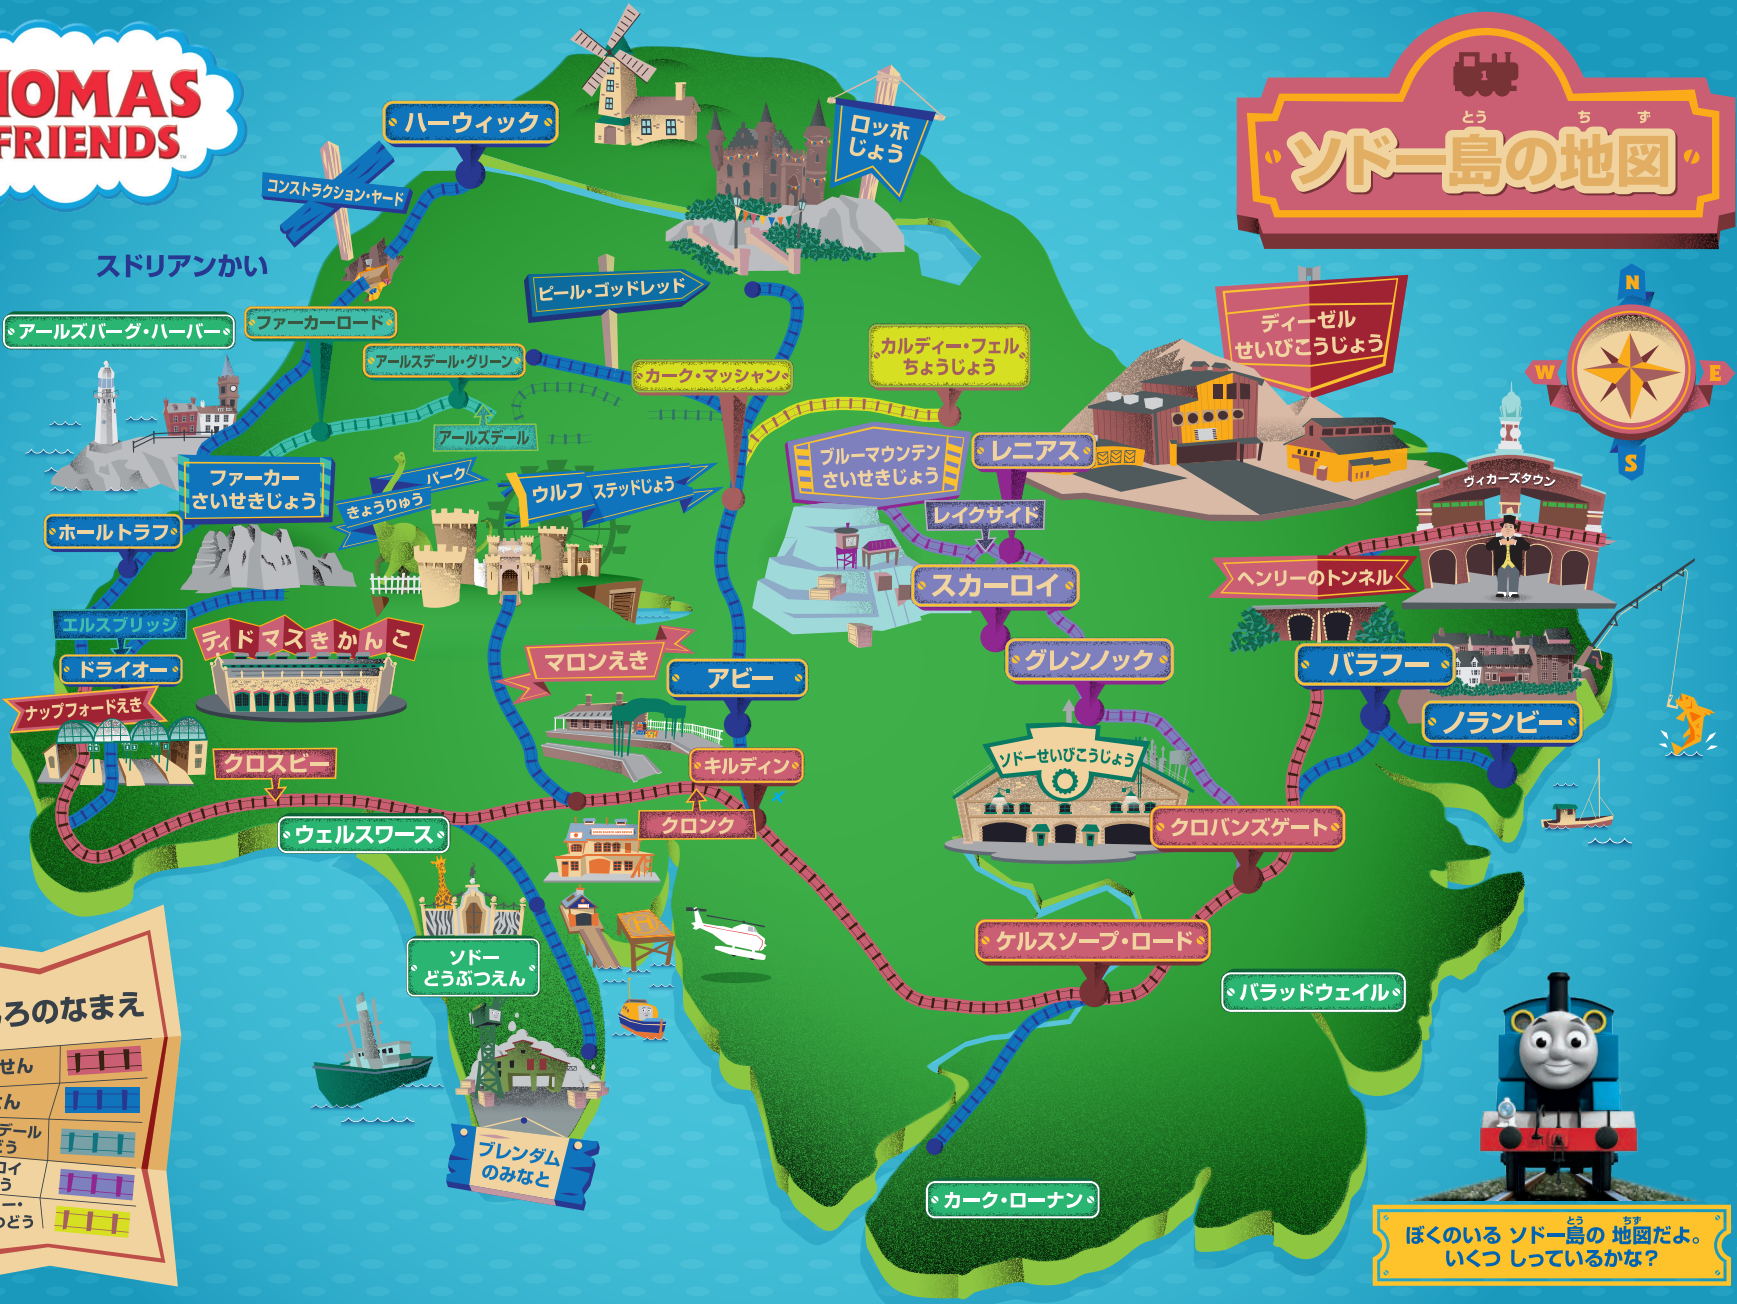 HOMAS
FRIENDS
™
とう ち ず
ソドー島の地図
1
N
W
E
S
ハーウィック
ロッホ
じょう
コンストラクション・ヤード
スドリアンかい
ピール・ゴッドレッド
アールズバーグ・ハーバー
ファーカーロード
アールスデール・グリーン
カーク・マッシャン
カルディー・フェル
ちょうじょう
ディーゼル
せいびこうじょう
アールズデール
ブルーマウンテン
さいせきじょう
レニアス
ファーカー
さいせきじょう
きょうりゅう
パーク
ウルフ
ステッドじょう
ヴィカーズタウン
ホールトラフ
レイクサイド
スカーロイ
ヘンリーのトンネル
エルスブリッジ
ティドマスきかんこ
ドライオー
マロンえき
アビー
グレンノック
バラフー
ナップフォードえき
ノランビー
クロスビー
キルディン
ソドーせいびこうじょう
ウェルスワース
クロンク
クロバンズゲート
ケルスソープ・ロード
ソドー
どうぶつえん
H
バラッドウェイル
ろのなまえ
せん
ん
デール
どう
ロイ
う
ー・
つどう
ブレンダム
のみなと
カーク・ローナン
とう ちず
ぼくのいる ソドー島の 地図だよ。
いくつ しっているかな？